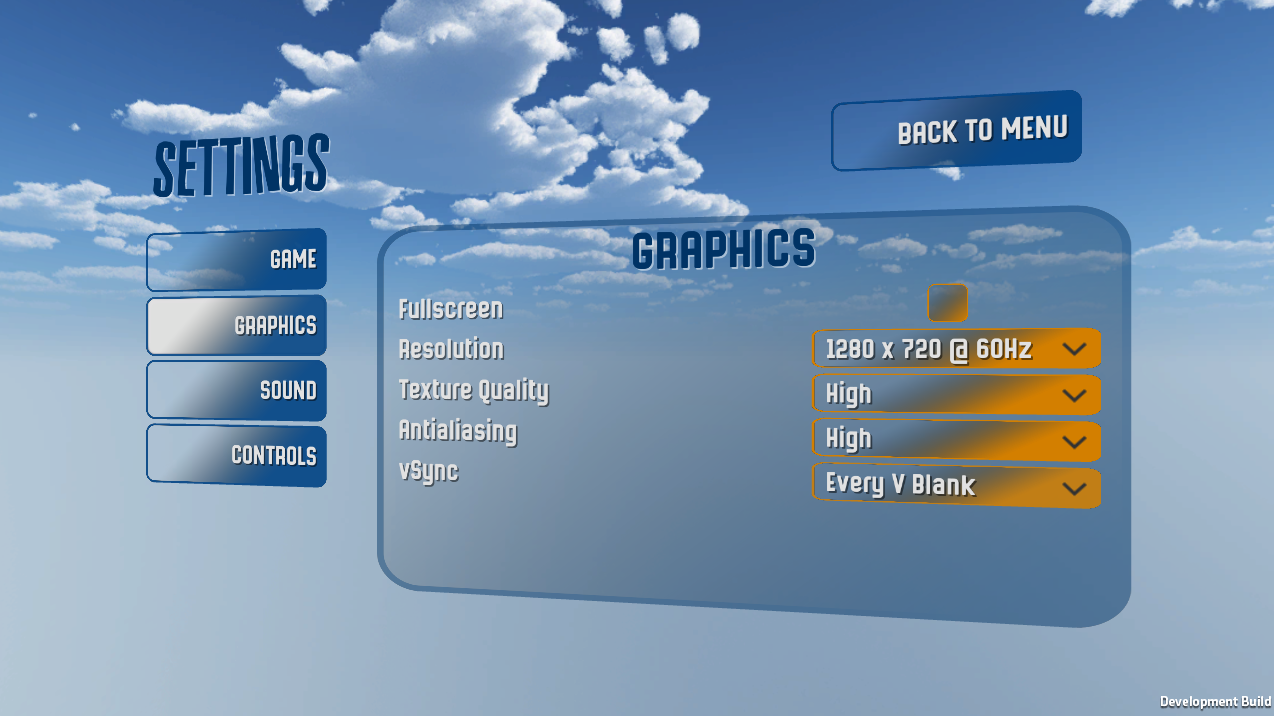 SETTINGS
BACK TO MENU
GAME
GRAPHICS
SOUND
CONTROLS
GRAPHICS
Fullscreen
Resolution
1280 x 720 @ 60Hz
Texture Quality
High
Antialiasing
High
vSync
Every V Blank
Development Build